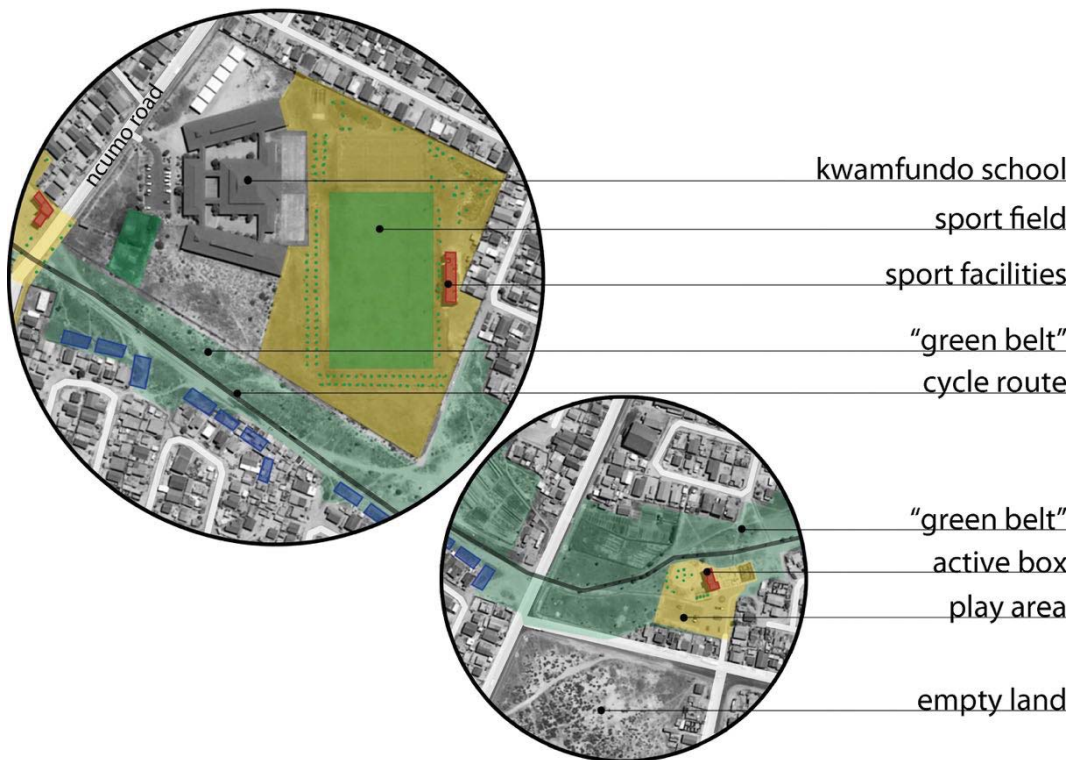 ncumo road
kwamfundo school
sport field
sport facilities
“green belt”
cycle route
“green belt”
active box
play area
empty land